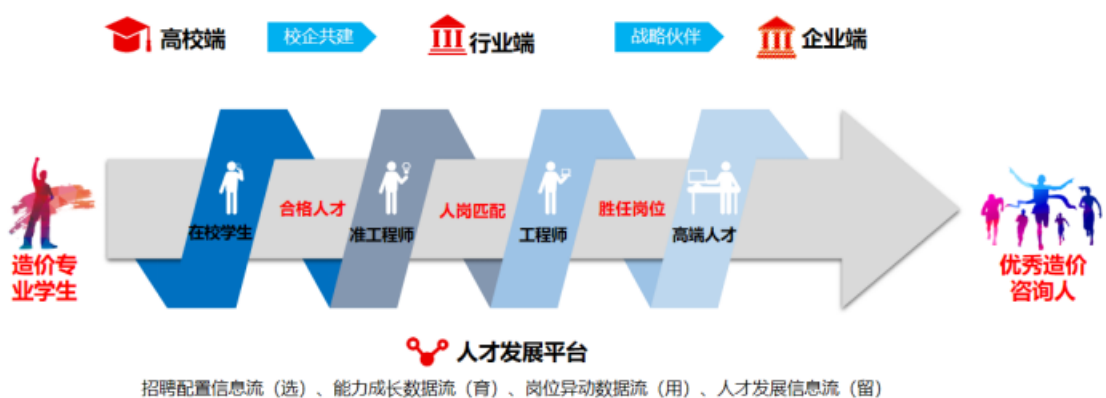 高校端
校企共建
行业端
战略伙伴
企业端
合格人才
人岗匹配
胜任岗位
在校学生
准工程师
工程师
高端人才
造价专
业学生
优秀造价
咨询人
人才发展平台
招聘配置信息流（选）、能力成长数据流（育）、岗位异动数据流（用）、人才发展信息流（留）